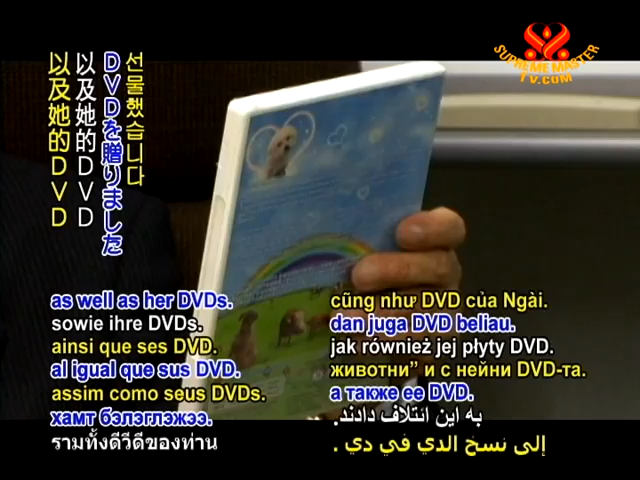 SUPREME MASTER
TV.COM
선물했습니다
DVDを贈りました
以及她的DVD
以及她的DVD
as well as her DVDs.
sowie ihre DVDs.
ainsi que ses DVD.
al igual que sus DVD.
assim como seus DVDs.
хамт бэлэглэжээ.
รามทั้งดีวีดีของท่าน
cũng như DVD của Ngài.
dan juga DVD beliau.
jak również jej płyty DVD.
животни” и с нейни DVD-та.
а также ее DVD.
به این ائتلاف دادند.
إلى نسخ الدي في دي .